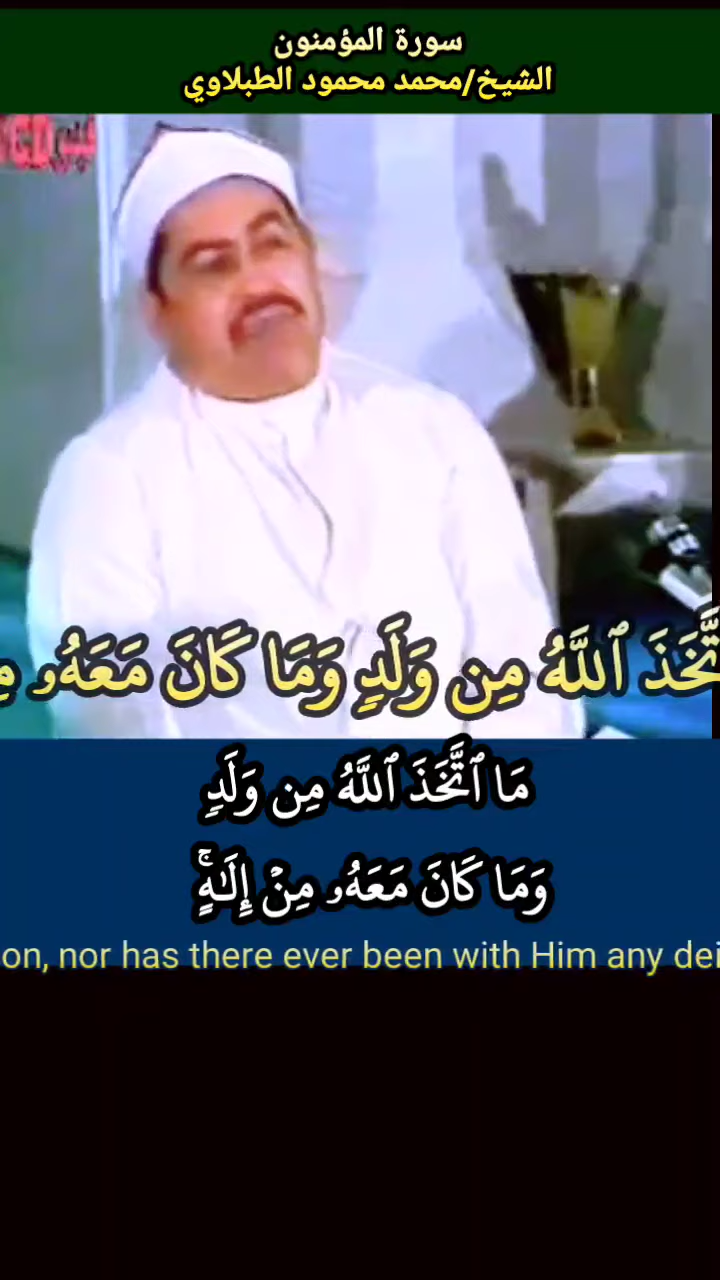 سورة المؤمنون
الشيخ/محمد محمود الطبلاوي
تَّخَذَ ٱللَّهُ مِن وَلَدٍ وَمَا كَانَ مَعَهُۥ
مَا ٱتَّخَذَ ٱللَّهُ مِن وَلَدٍ
وَمَا كَانَ مَعَهُۥ مِنْ إِلَٰهٍۚ
on, nor has there ever been with Him any dei